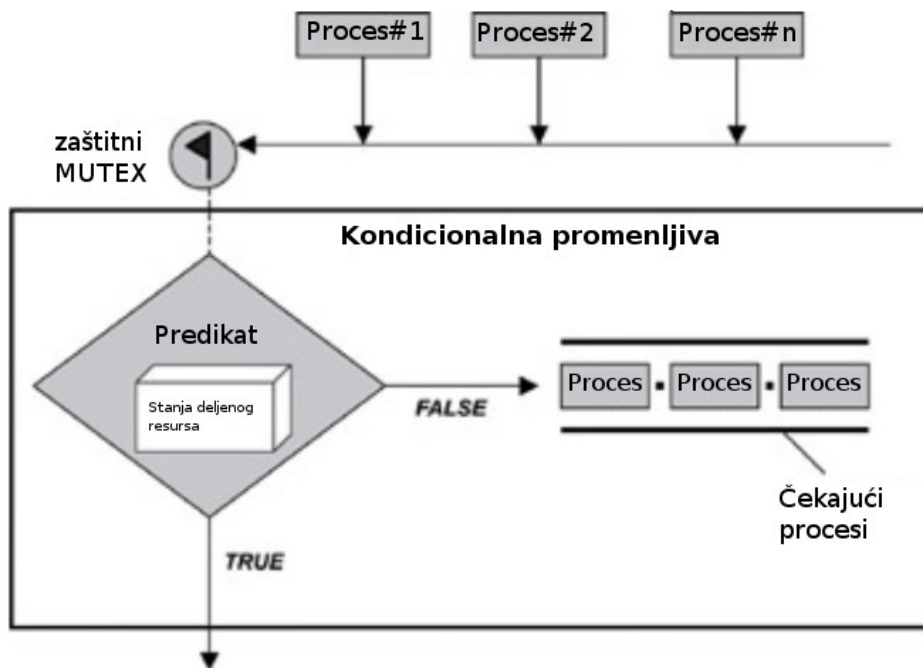 Proces#1
Proces#2
Proces#n
zaštitni
MUTEX
Kondicionalna promenljiva
Predikat
Stanja deljenog
resursa
FALSE
Proces
Proces
Proces
Čekajući
procesi
TRUE